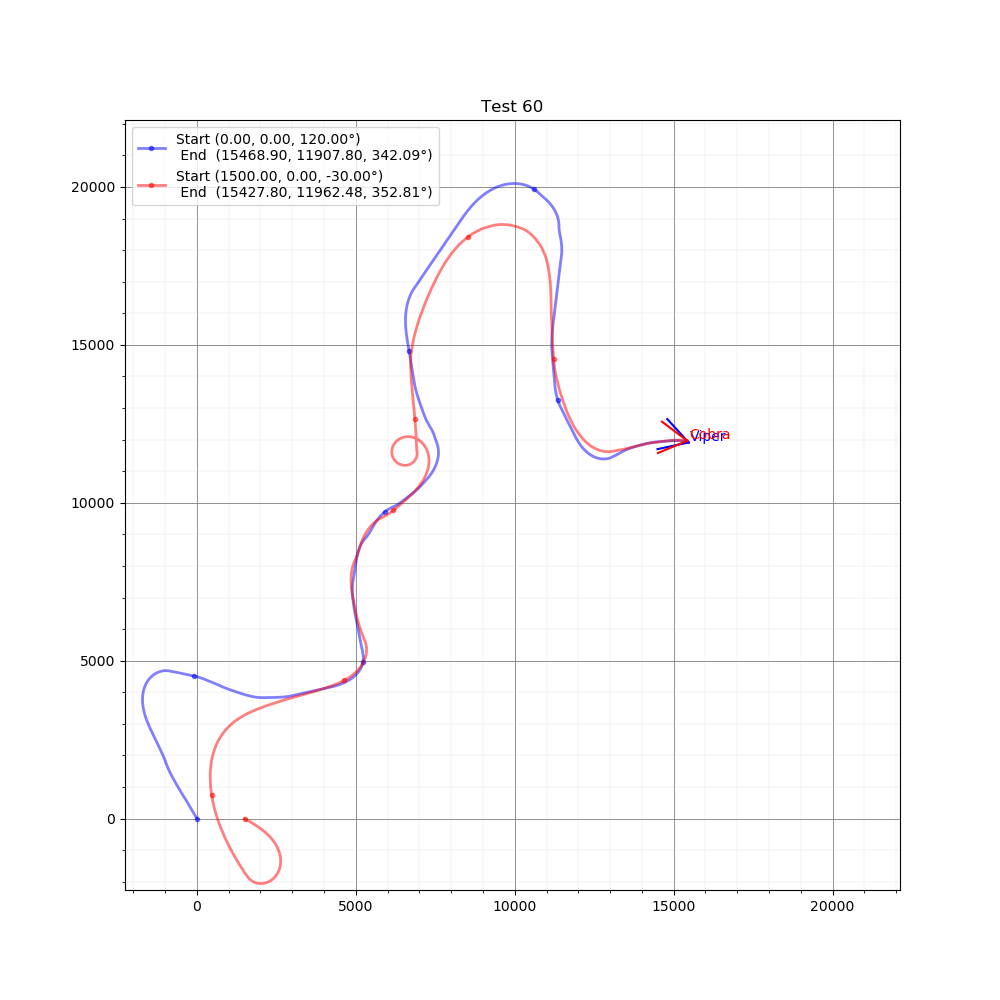 Test 60
Start (0.00, 0.00, 120.00°)
End (15468.90, 11907.80, 342.09°)
Start (1500.00, 0.00, -30.00°)
End (15427.80, 11962.48, 352.81°)
20000
15000
10000
5000
0
Cobra
Viper
0 5000 10000 15000 20000